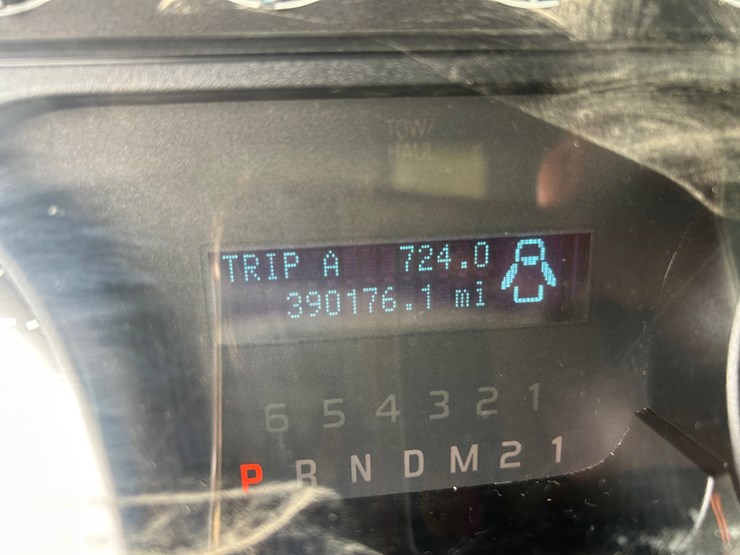 TOW/
HAUL
TRIP A 724.0
390176.1 mi
6 5 4 3 2 1
P R N D M 2 1